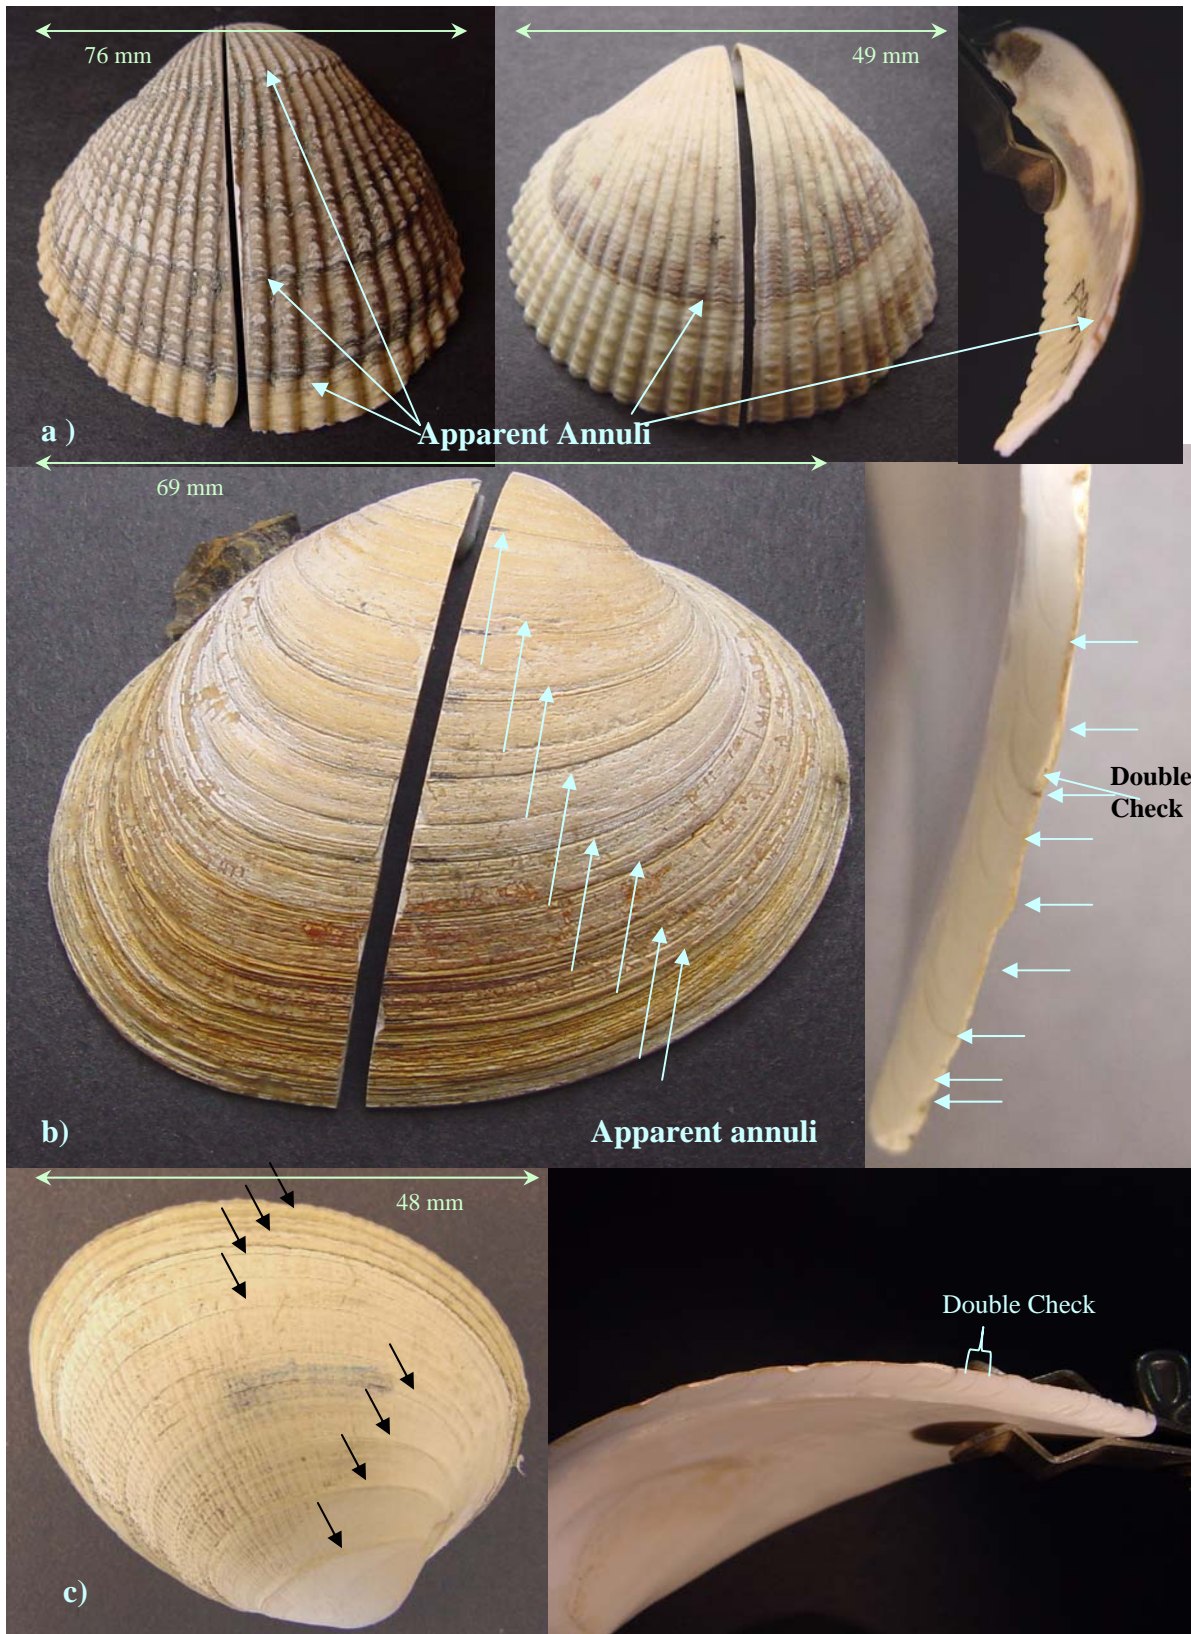 76 mm
49 mm
a )
Apparent Annuli
69 mm
Double
Check
b)
Apparent annuli
48 mm
Double Check
c)